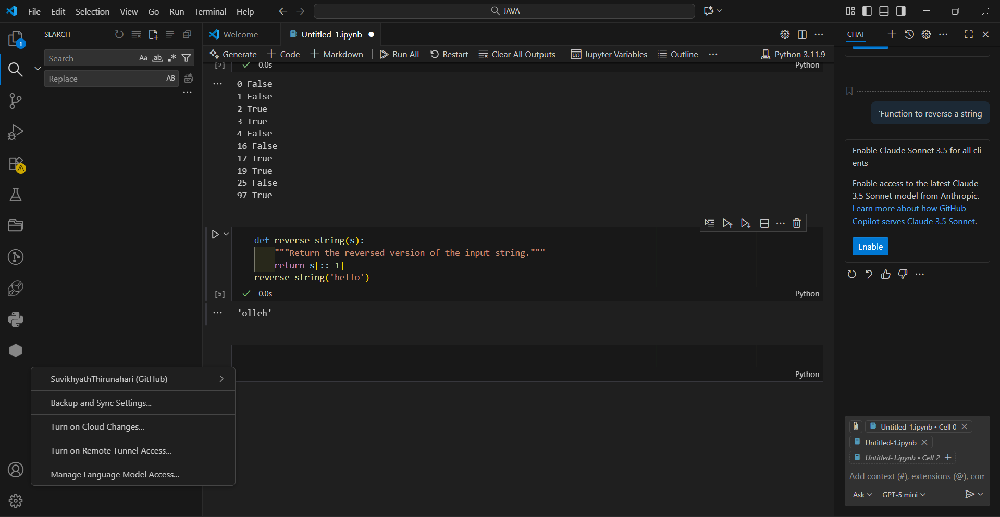 File Edit Selection View Go Run Terminal Help
JAVA
SEARCH
Search
Aa ab
Replace
AB
1
Welcome
Untitled-1.ipynb
Generate
Code
Markdown
Run All
Restart
Clear All Outputs
Jupyter Variables
Outline
Python 3.11.9
[2]
0.0s
Python
0 False
1 False
2 True
3 True
4 False
16 False
17 True
19 True
25 False
97 True
def reverse_string(s):
"""Return the reversed version of the input string."""
return s[::-1]
reverse_string('hello')
[5]
0.0s
Python
'olleh'
Python
SuvikhyathThirunahari (GitHub)
Backup and Sync Settings...
Turn on Cloud Changes...
Turn on Remote Tunnel Access...
Manage Language Model Access...
CHAT
'Function to reverse a string
Enable Claude Sonnet 3.5 for all cli
ents
Enable access to the latest Claude
3.5 Sonnet model from Anthropic.
Learn more about how GitHub
Copilot serves Claude 3.5 Sonnet.
Enable
Untitled-1.ipynb • Cell 0
Untitled-1.ipynb
Untitled-1.ipynb • Cell 2
Add context (#), extensions (@), com
Ask
GPT-5 mini